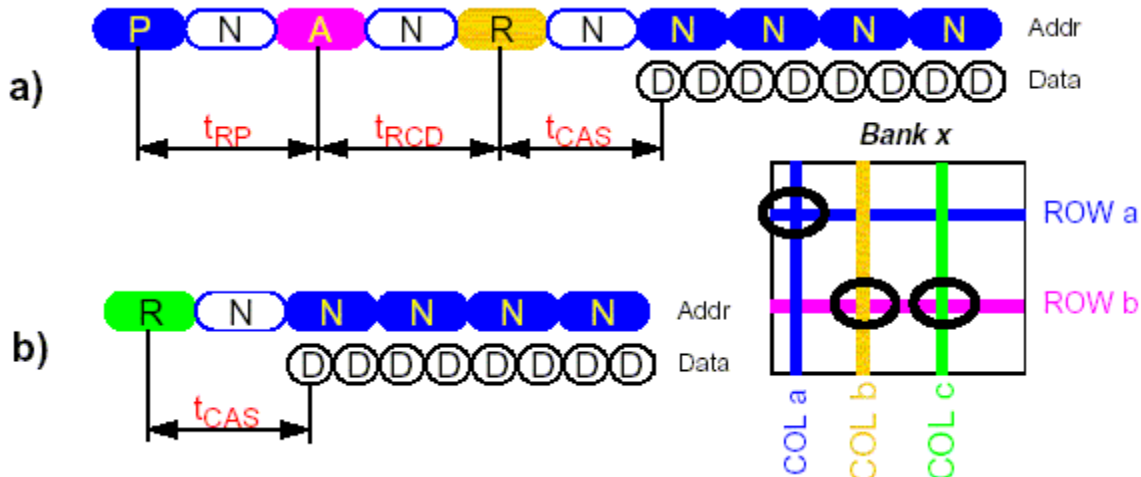 P N A N R N N N N N Addr
a) D D D D D D D D Data
tRP tRCD tCAS
Bank x
ROW a
ROW b
COL a COL b COL c
R N N N N N Addr
b) D D D D D D D D Data
tCAS